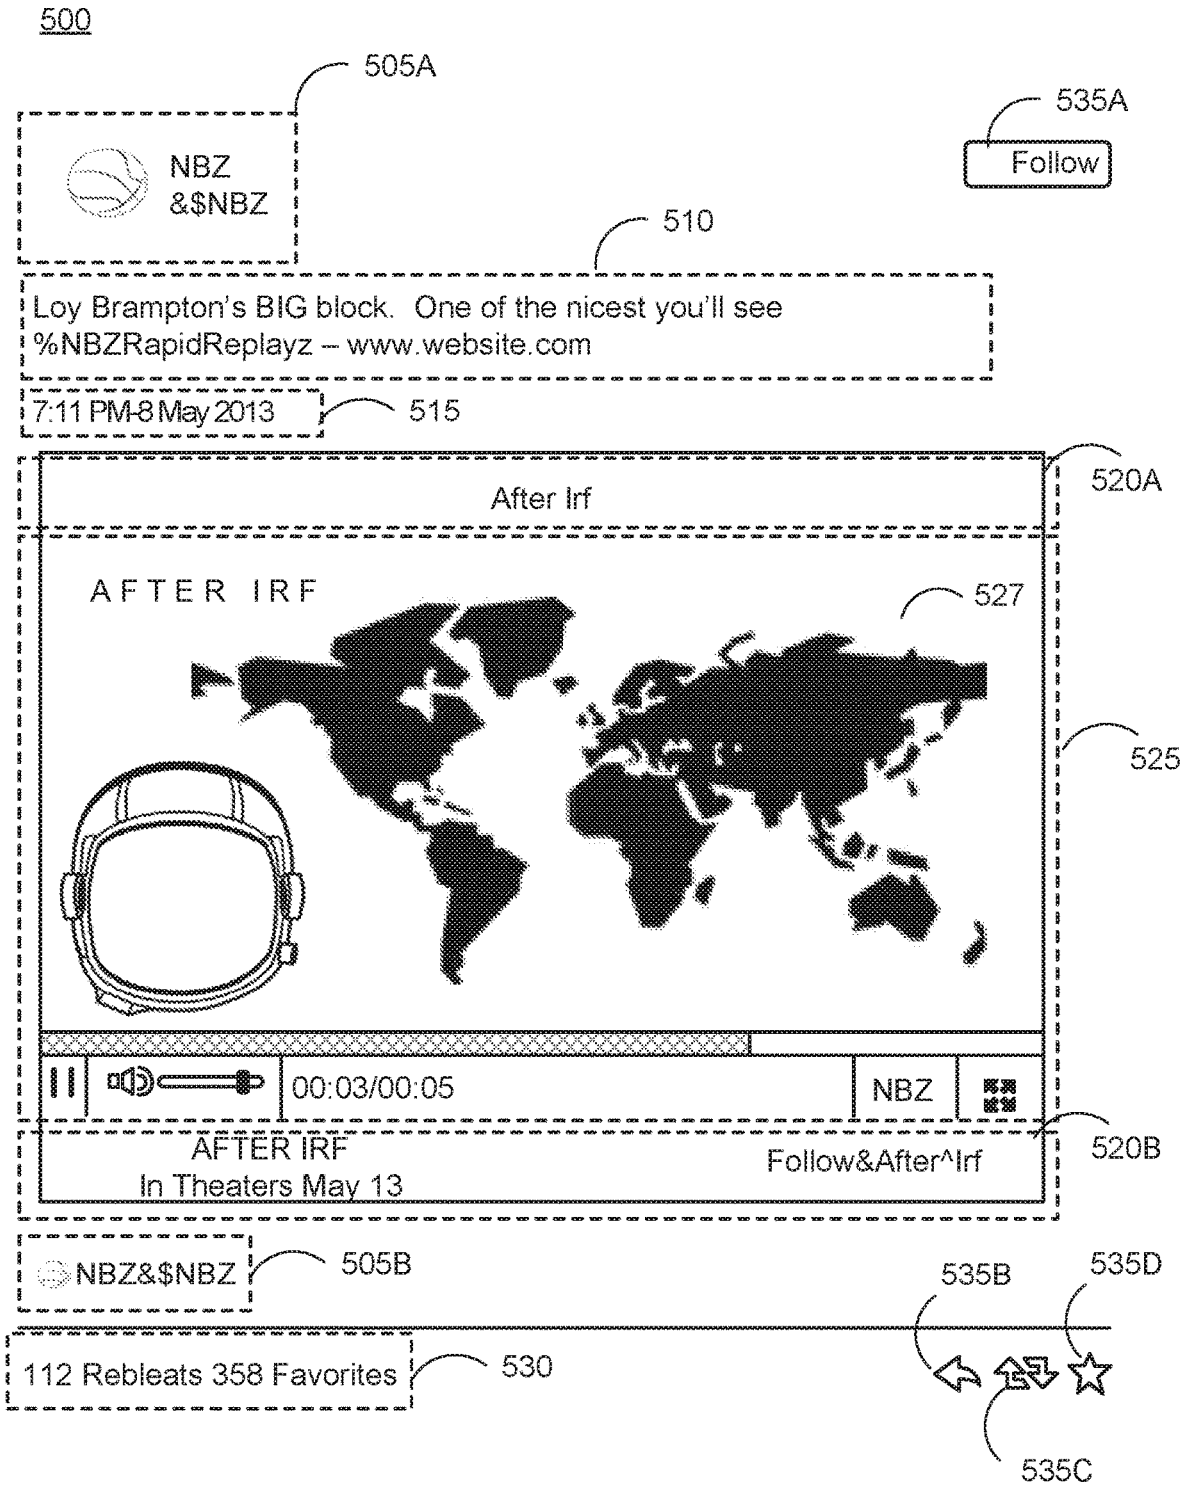 500
505A
535A
NBZ
&$NBZ
Follow
510
Loy Brampton's BIG block. One of the nicest you'll see
%NBZRapidReplayz – www.website.com
7:11 PM-8 May 2013
515
520A
After Irf
AFTER IRF
527
525
00:03/00:05
NBZ
AFTER IRF
In Theaters May 13
Follow&After^Irf
520B
NBZ&$NBZ
505B
535B
535D
112 Rebleats 358 Favorites
530
535C